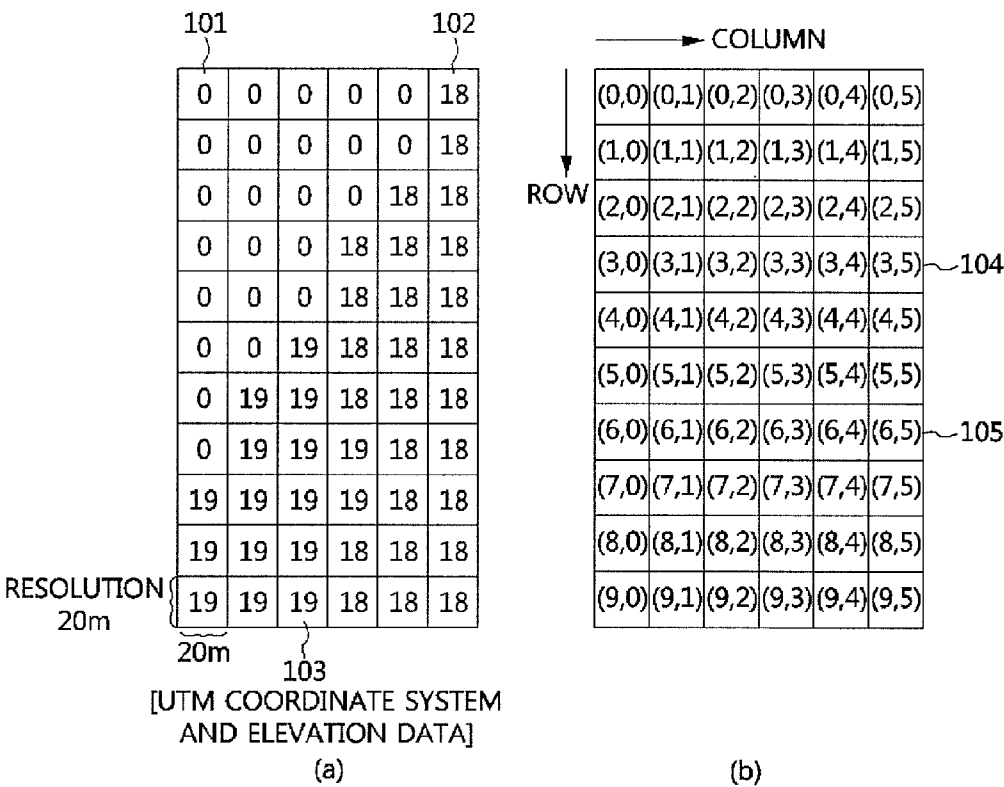 101 102
0 0 0 0 0 18
0 0 0 0 0 18
0 0 0 0 18 18
0 0 0 18 18 18
0 0 0 18 18 18
0 0 19 18 18 18
0 19 19 18 18 18
0 19 19 19 18 18
19 19 19 19 18 18
19 19 19 18 18 18
19 19 19 18 18 18
RESOLUTION
20m
20m
103
[UTM COORDINATE SYSTEM
AND ELEVATION DATA]
(a)
COLUMN
ROW
(0,0) (0,1) (0,2) (0,3) (0,4) (0,5)
(1,0) (1,1) (1,2) (1,3) (1,4) (1,5)
(2,0) (2,1) (2,2) (2,3) (2,4) (2,5)
(3,0) (3,1) (3,2) (3,3) (3,4) (3,5) 104
(4,0) (4,1) (4,2) (4,3) (4,4) (4,5)
(5,0) (5,1) (5,2) (5,3) (5,4) (5,5)
(6,0) (6,1) (6,2) (6,3) (6,4) (6,5) 105
(7,0) (7,1) (7,2) (7,3) (7,4) (7,5)
(8,0) (8,1) (8,2) (8,3) (8,4) (8,5)
(9,0) (9,1) (9,2) (9,3) (9,4) (9,5)
(b)